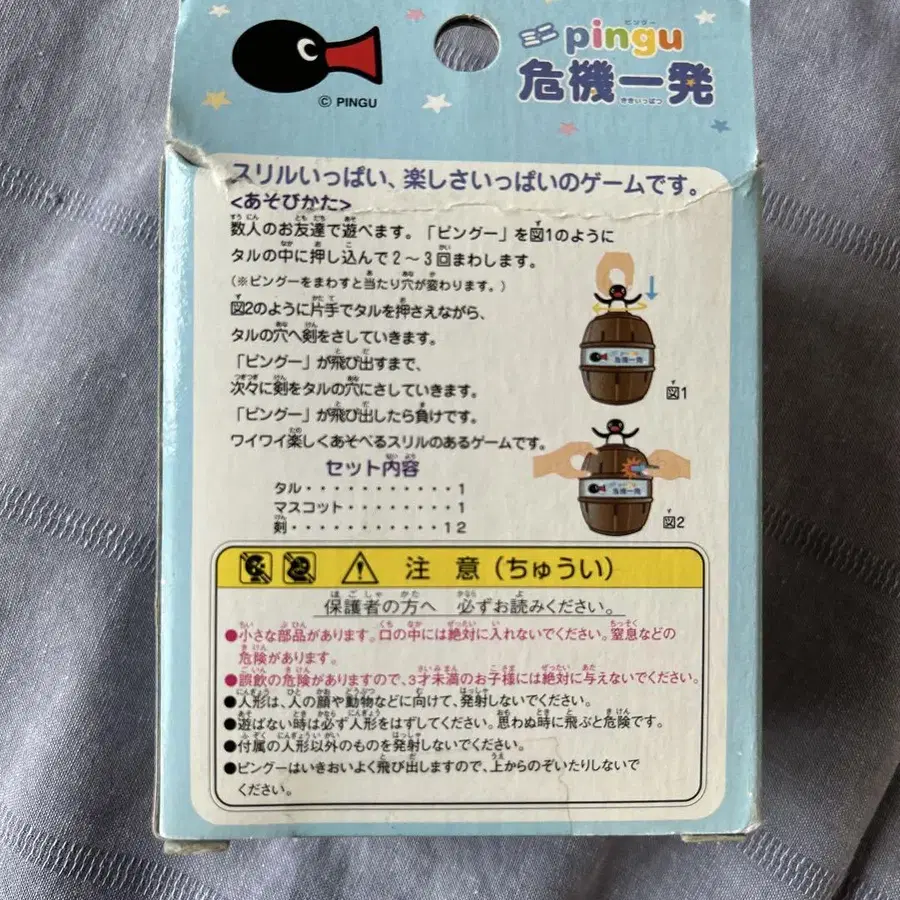 © PINGU
ミニ pingu ピングー
危機一発
ききいっぱつ
スリルいっぱい、楽しさいっぱいのゲームです。
<あそびかた>
数人のお友達で遊べます。「ピングー」を図1のように
タルの中に押し込んで2〜3回まわします。
(※ピングーをまわすと当たり穴が変わります。)
図2のように片手でタルを押さえながら、
タルの穴へ剣をさしていきます。
「ピングー」が飛び出すまで、
次々に剣をタルの穴にさしていきます。
「ピングー」が飛び出したら負けです。
ワイワイ楽しくあそべるスリルのあるゲームです。
図1
図2
セット内容
タル・・・・・・・・・・・1
マスコット・・・・・・・・1
剣・・・・・・・・・・・12
注 意(ちゅうい)
保護者の方へ 必ずお読みください。
●小さな部品があります。口の中には絶対に入れないでください。窒息などの
危険があります。
●誤飲の危険がありますので、3才未満のお子様には絶対に与えないでください。
●人形は、人の顔や動物などに向けて、発射しないでください。
●遊ばない時は必ず人形をはずしてください。思わぬ時に飛ぶと危険です。
●付属の人形以外のものを発射しないでください。
●ピングーはいきおいよく飛び出しますので、上からのぞいたりしないで
ください。